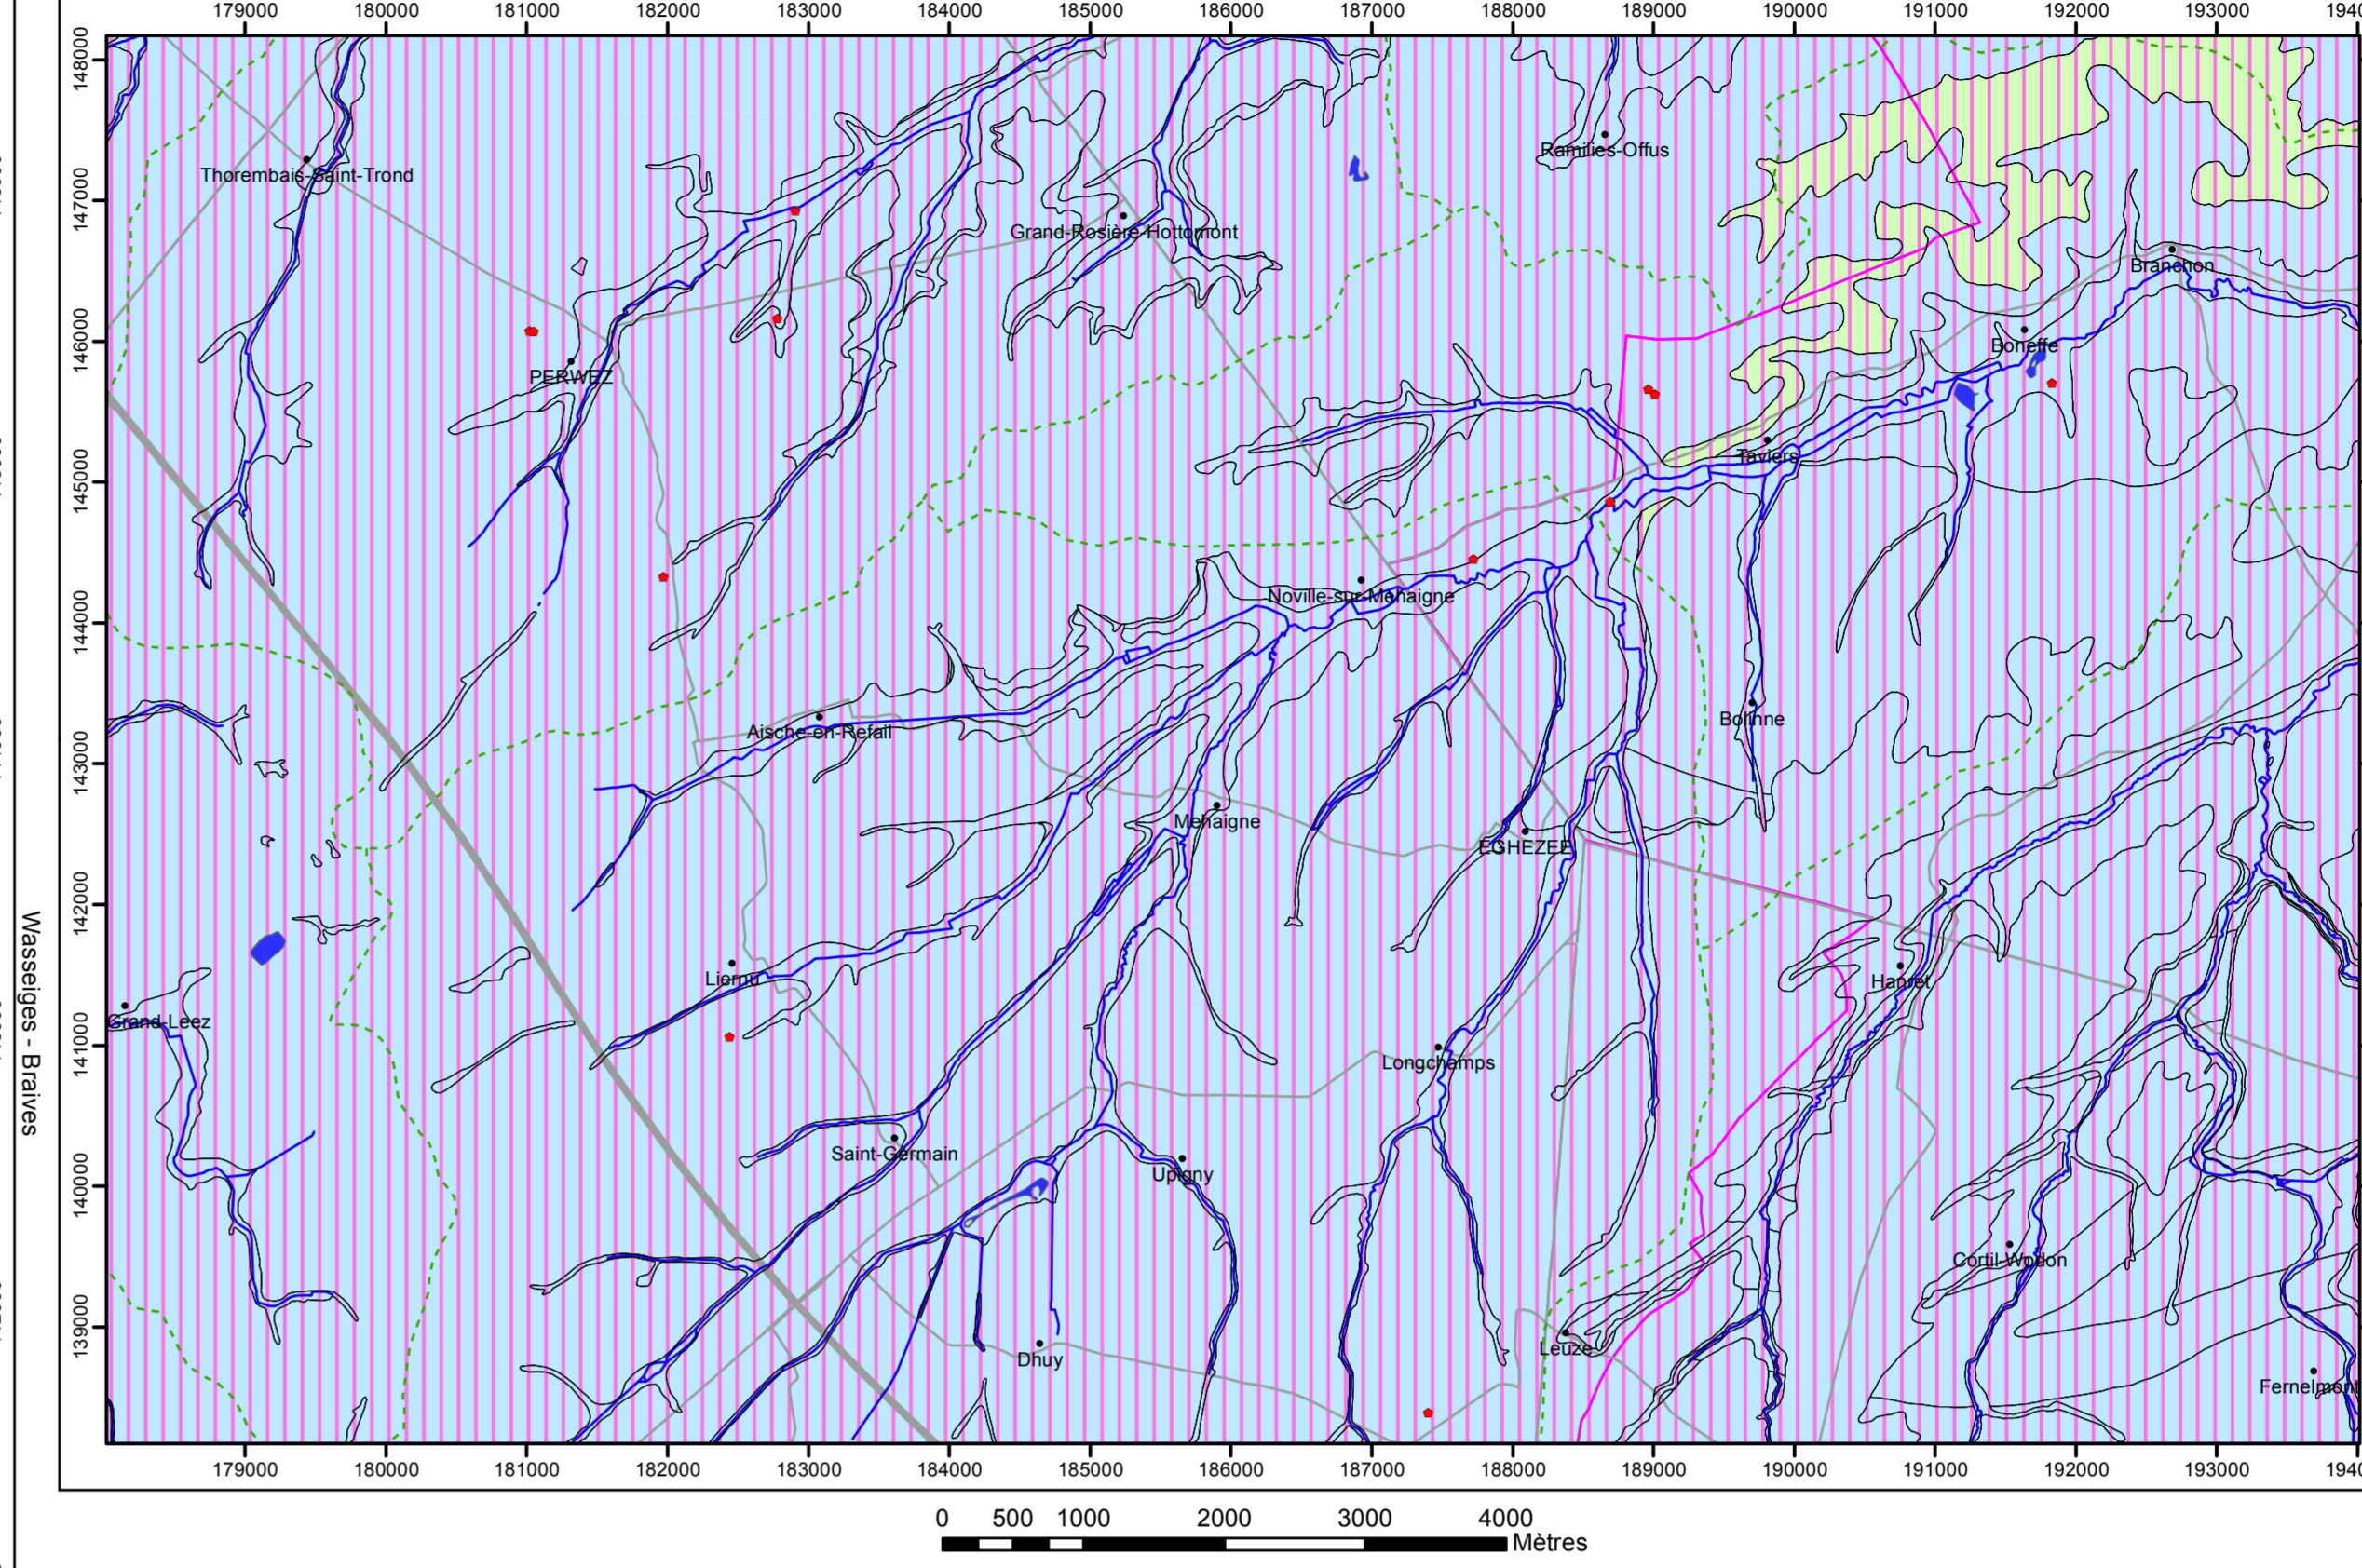 179000 180000 181000 182000 183000 184000 185000 186000 187000 188000 189000 190000 191000 192000 193000
148000
147000
146000
145000
144000
143000
142000
141000
140000
139000
Ramilies-Offus
Thorembais-Saint-Trond
Grand-Rosière-Hottomont
Branchon
Boneffe
PERWEZ
Taviers
Noville-sur-Mehaigne
Bolinne
Aische-en-Refail
Mehaigne
EGHEZEE
Liernu
Hanret
Grand-Leez
Longchamps
Saint-Germain
Upigny
Cortil-Wodon
Leuze
Dhuy
Fernelmont
Wasseiges - Braives
179000 180000 181000 182000 183000 184000 185000 186000 187000 188000 189000 190000 191000 192000 193000
0 500 1000 2000 3000 4000
Mètres